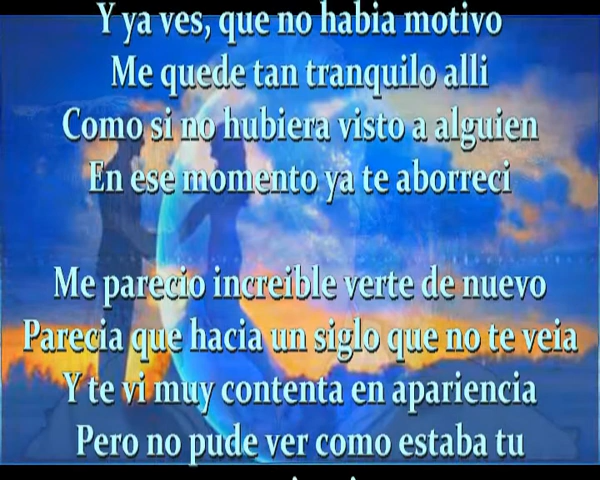 Y ya ves, que no habia motivo
Me quede tan tranquilo alli
Como si no hubiera visto a alguien
En ese momento ya te aborreci
Me parecio increible verte de nuevo
Parecia que hacia un siglo que no te veia
Y te vi muy contenta en apariencia
Pero no pude ver como estaba tu